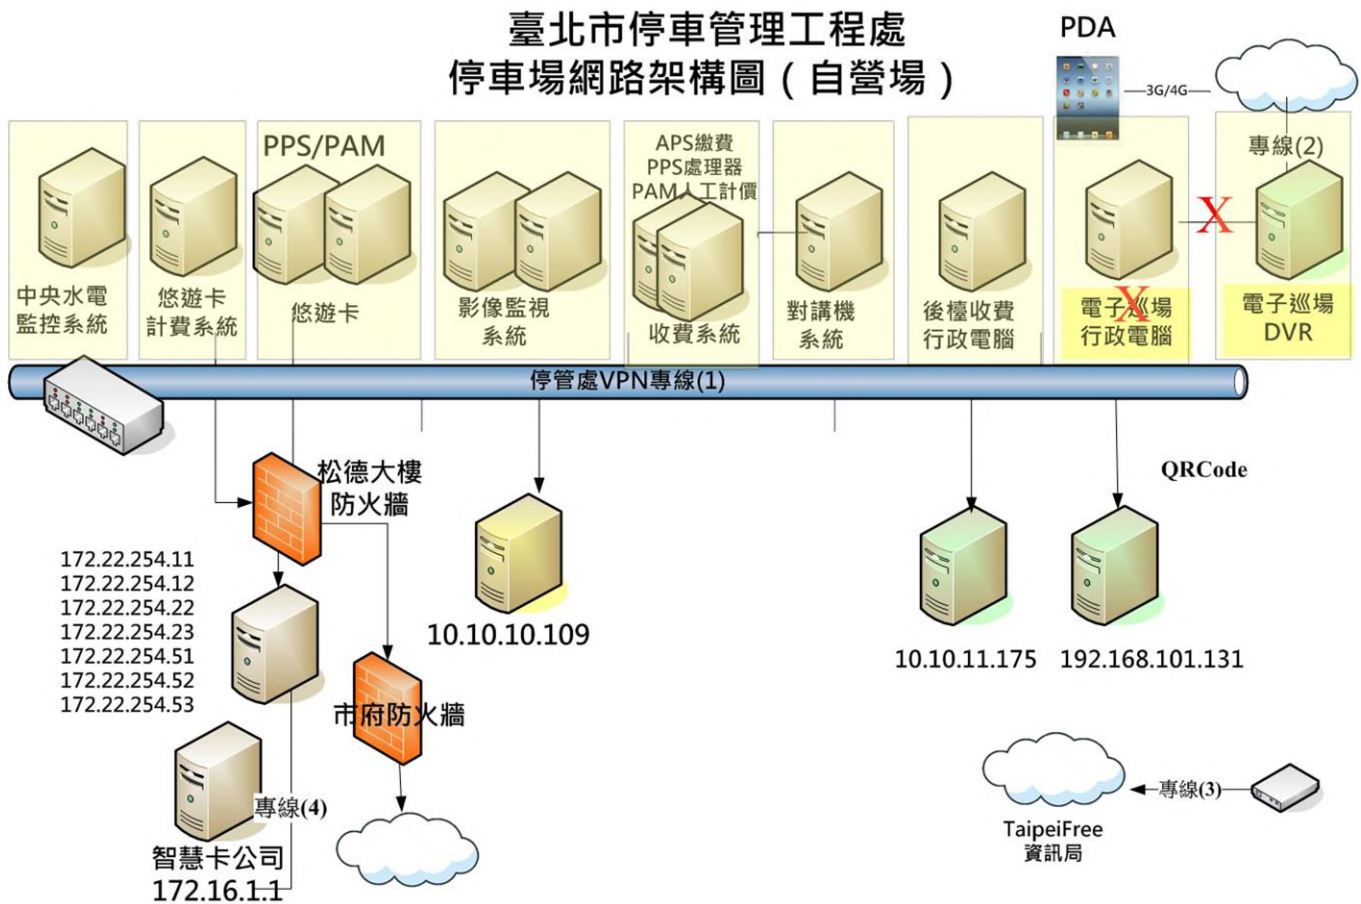 臺北市停車管理工程處
停車場網路架構圖（自營場）
PDA
3G/4G
專線(2)
PPS/PAM
APS繳費
PPS處理器
PAM人工計價
X
中央水電
監控系統
悠遊卡
計費系統
悠遊卡
影像監視
系統
收費系統
對講機
系統
後檯收費
行政電腦
電子巡場
行政電腦
X
電子巡場
DVR
停管處VPN專線(1)
松德大樓
防火牆
QRCode
172.22.254.11
172.22.254.12
172.22.254.22
172.22.254.23
172.22.254.51
172.22.254.52
172.22.254.53
10.10.10.109
10.10.11.175
192.168.101.131
市府防火牆
專線(4)
智慧卡公司
172.16.1.1
專線(3)
TaipeiFree
資訊局